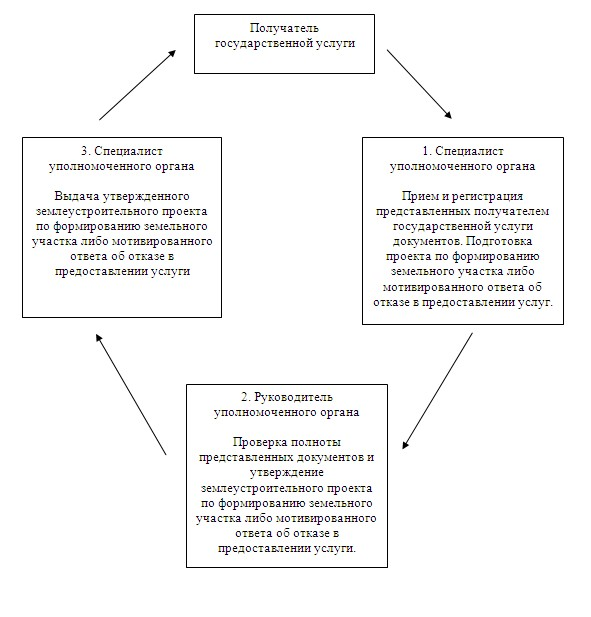 Получатель
государственной услуги
1. Специалист
уполномоченного органа
Прием и регистрация
представленных получателем
государственной услуги
документов. Подготовка
проекта по формированию
земельного участка либо
мотивированного ответа об
отказе в предоставлении услуг.
2. Руководитель
уполномоченного органа
Проверка полноты
представленных документов и
утверждение
землеустроительного проекта
по формированию земельного
участка либо мотивированного
ответа об отказе в
предоставлении услуги.
3. Специалист
уполномоченного органа
Выдача утвержденного
землеустроительного проекта
по формированию земельного
участка либо мотивированного
ответа об отказе в
предоставлении услуги